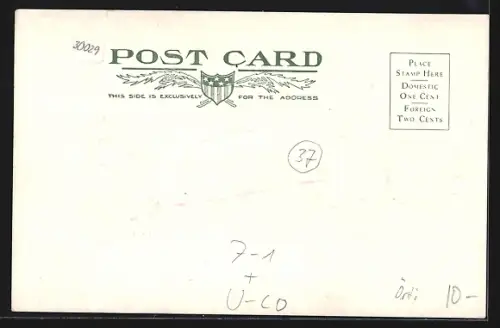 30029
POST CARD
THIS SIDE IS EXCLUSIVELY FOR THE ADDRESS
PLACE
STAMP HERE
DOMESTIC
ONE CENT
FOREIGN
TWO CENTS
37
7-1
+
U-CO
10-